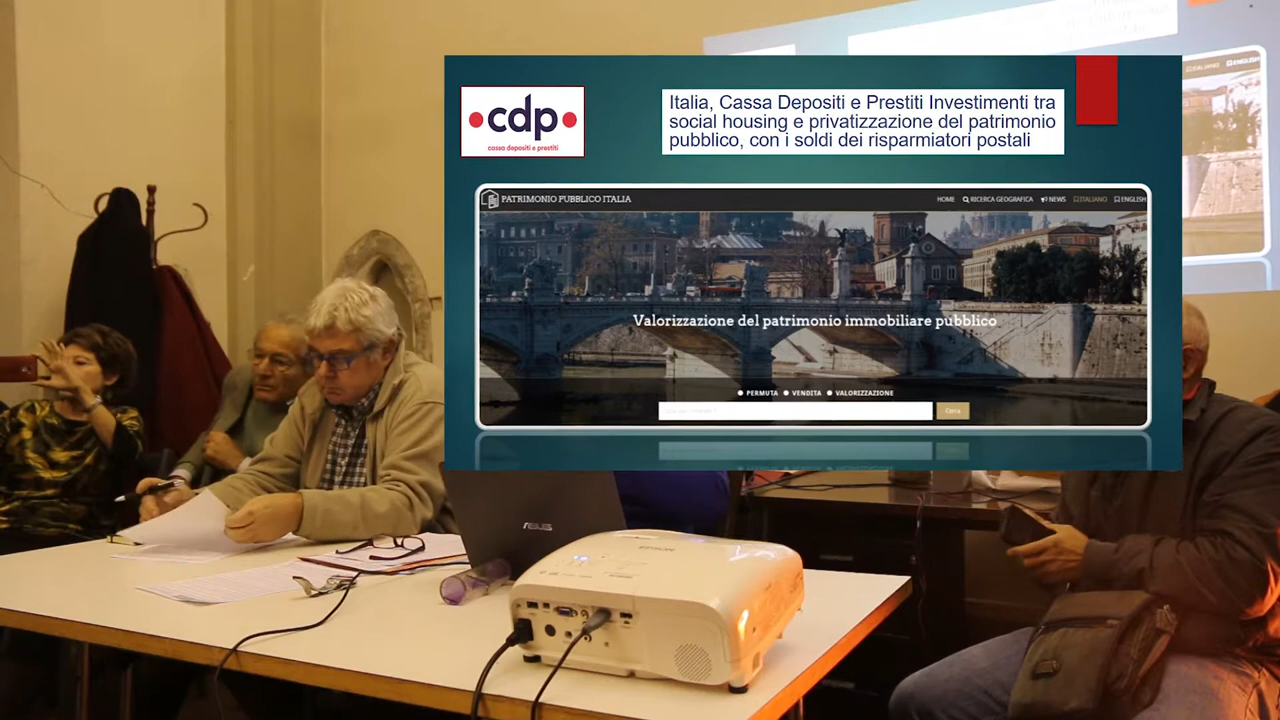 cdp
cassa depositi e prestiti
Italia, Cassa Depositi e Prestiti Investimenti tra
social housing e privatizzazione del patrimonio
pubblico, con i soldi dei risparmiatori postali
PATRIMONIO PUBBLICO ITALIA
HOME RICERCA GEOGRAFICA NEWS ITALIANO ENGLISH
Valorizzazione del patrimonio immobiliare pubblico
PERMUTA VENDITA VALORIZZAZIONE
Cerca
ITALIANO ENGLISH
ASUS
EPSON